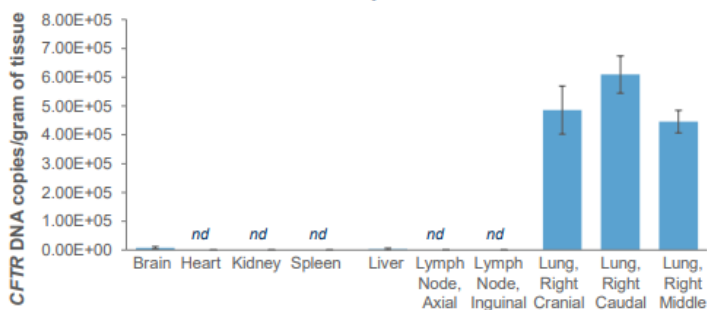 CFTR DNA copies/gram of tissue
8.00E+05
7.00E+05
6.00E+05
5.00E+05
4.00E+05
3.00E+05
2.00E+05
1.00E+05
0.00E+00
nd nd nd nd nd
Brain Heart Kidney Spleen Liver Lymph Lymph Lung, Lung, Lung,
Node, Node, Right Right Right
Axial Inguinal Cranial Caudal Middle